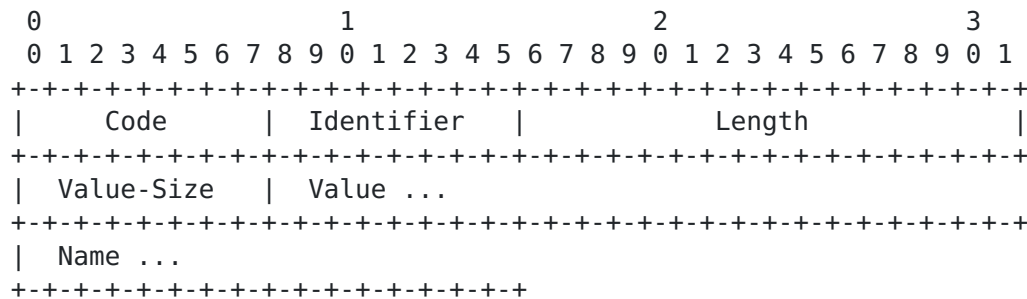 0                   1                   2                   3
 0 1 2 3 4 5 6 7 8 9 0 1 2 3 4 5 6 7 8 9 0 1 2 3 4 5 6 7 8 9 0 1
+-+-+-+-+-+-+-+-+-+-+-+-+-+-+-+-+-+-+-+-+-+-+-+-+-+-+-+-+-+-+-+-+
|     Code      |  Identifier   |            Length             |
+-+-+-+-+-+-+-+-+-+-+-+-+-+-+-+-+-+-+-+-+-+-+-+-+-+-+-+-+-+-+-+-+
|  Value-Size   |  Value ...
+-+-+-+-+-+-+-+-+-+-+-+-+-+-+-+-+-+-+-+-+-+-+-+-+-+-+-+-+-+-+-+-+
|  Name ...
+-+-+-+-+-+-+-+-+-+-+-+-+-+-+-+-+